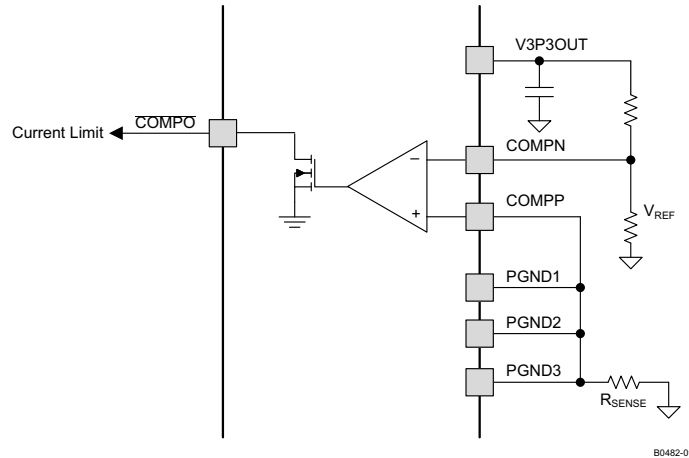 V3P3OUT
Current Limit
COMPO
COMPN
−
+
COMPP
VREF
PGND1
PGND2
PGND3
RSENSE
B0482-0